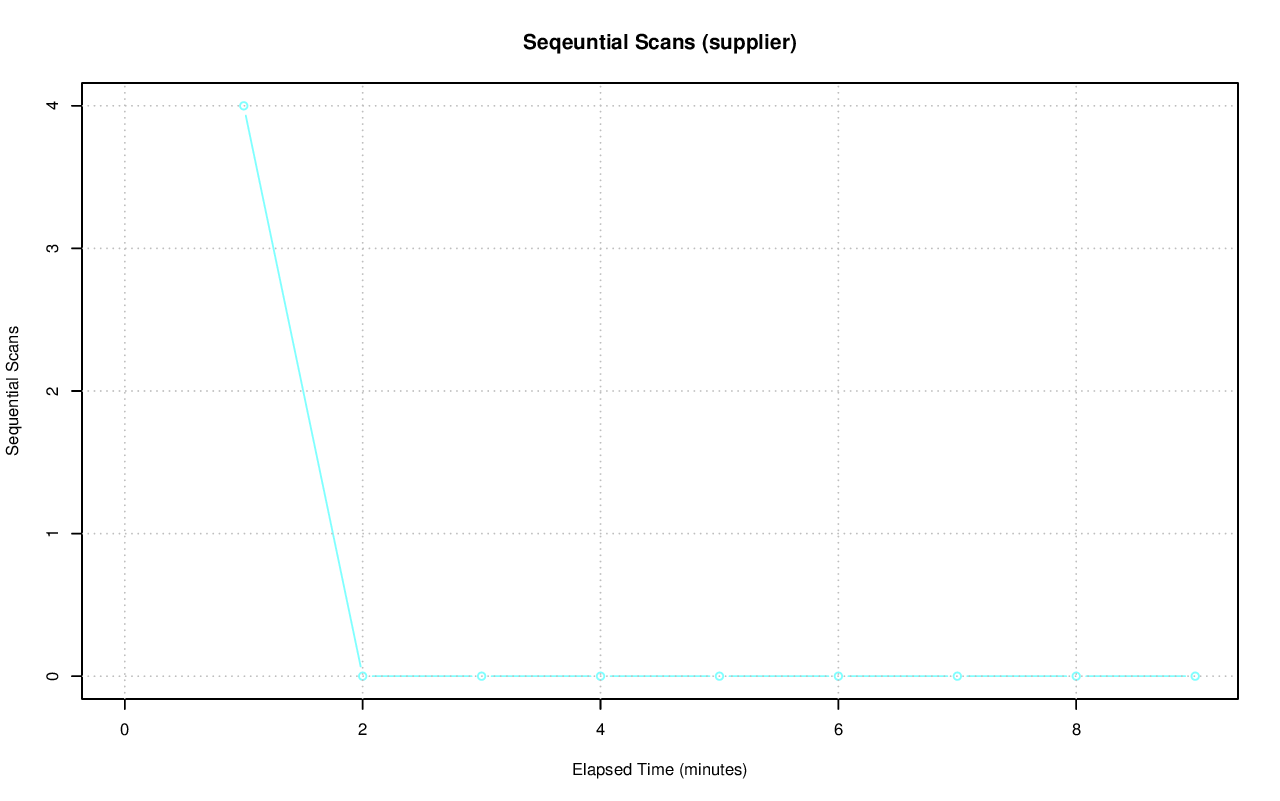 Seqeuntial Scans (supplier)
Sequential Scans
4
3
2
1
0
0 2 4 6 8
Elapsed Time (minutes)